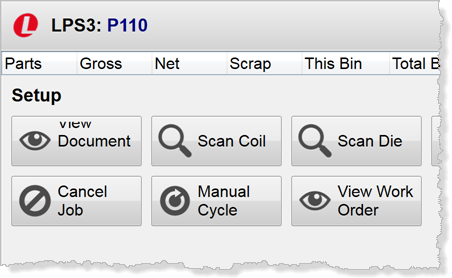 LPS3: P110
Parts Gross Net Scrap This Bin Total B
Setup
View
Document
Scan Coil
Scan Die
Cancel
Job
Manual
Cycle
View Work
Order